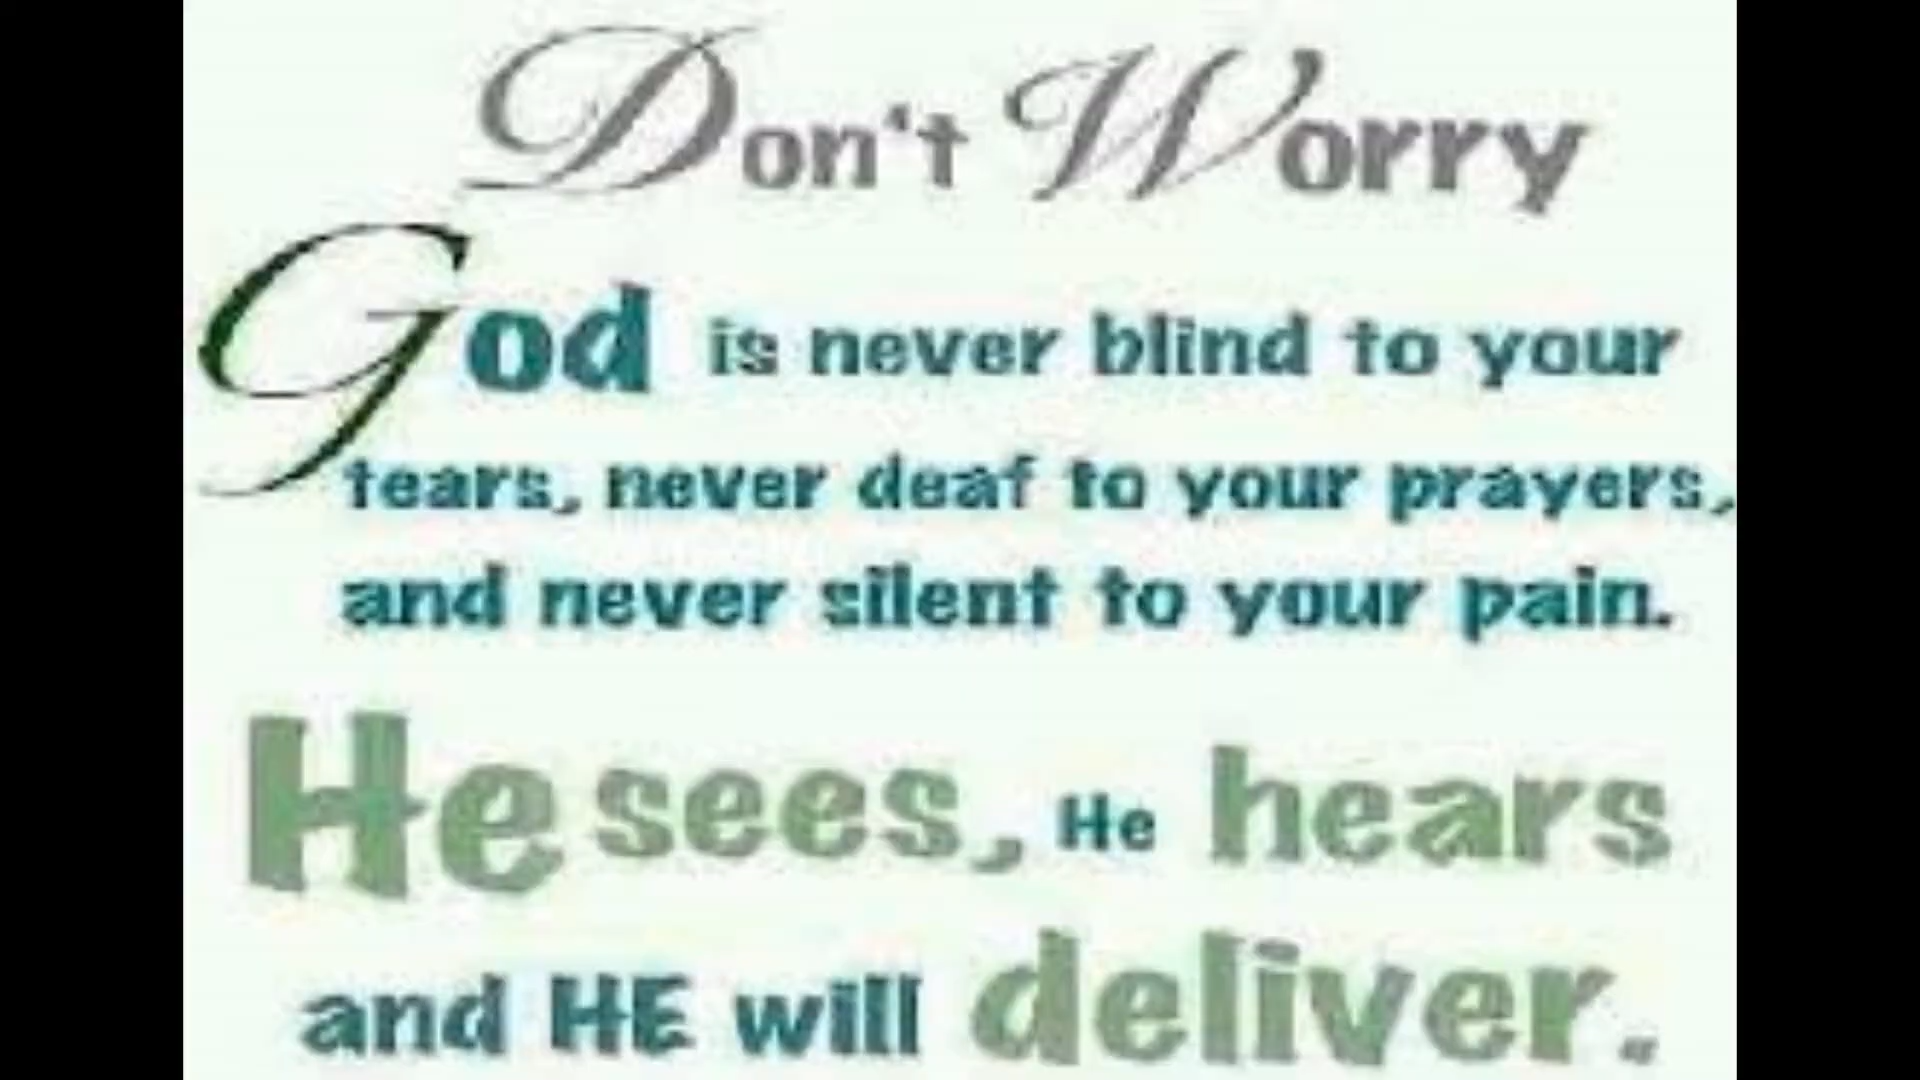 Don't Worry
God is never blind to your
tears, never deaf to your prayers,
and never silent to your pain.
He sees, He hears
and HE will deliver.